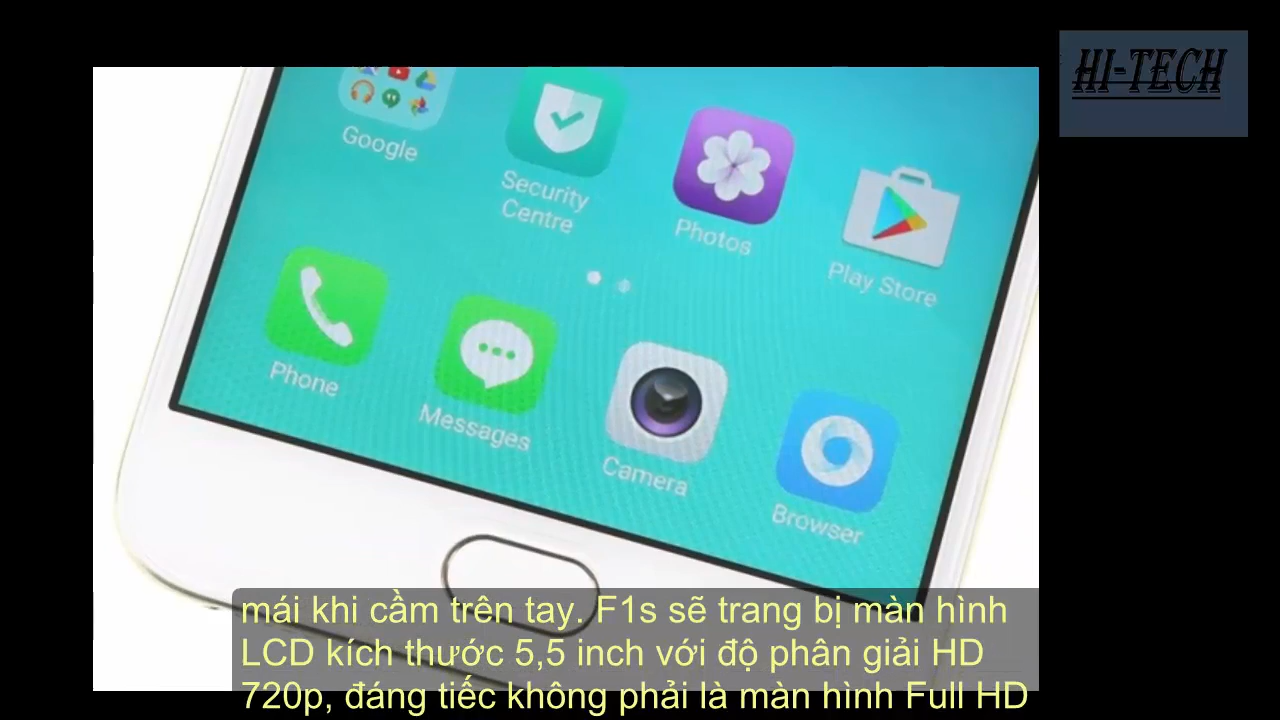 HI-TECH
Google
Security
Centre
Photos
Play Store
Phone
Messages
Camera
Browser
mái khi cầm trên tay. F1s sẽ trang bị màn hình
LCD kích thước 5,5 inch với độ phân giải HD
720p, đáng tiếc không phải là màn hình Full HD